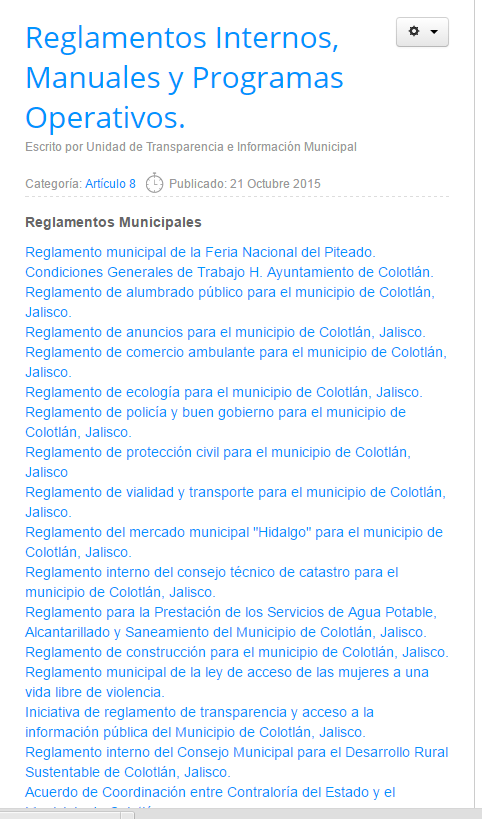 Reglamentos Internos,
Manuales y Programas
Operativos.
Escrito por Unidad de Transparencia e Información Municipal
Categoría: Artículo 8 Publicado: 21 Octubre 2015
Reglamentos Municipales
Reglamento municipal de la Feria Nacional del Piteado.
Condiciones Generales de Trabajo H. Ayuntamiento de Colotlán.
Reglamento de alumbrado público para el municipio de Colotlán,
Jalisco.
Reglamento de anuncios para el municipio de Colotlán, Jalisco.
Reglamento de comercio ambulante para el municipio de Colotlán,
Jalisco.
Reglamento de ecología para el municipio de Colotlán, Jalisco.
Reglamento de policía y buen gobierno para el municipio de
Colotlán, Jalisco.
Reglamento de protección civil para el municipio de Colotlán,
Jalisco
Reglamento de vialidad y transporte para el municipio de Colotlán,
Jalisco.
Reglamento del mercado municipal "Hidalgo" para el municipio de
Colotlán, Jalisco.
Reglamento interno del consejo técnico de catastro para el
municipio de Colotlán, Jalisco.
Reglamento para la Prestación de los Servicios de Agua Potable,
Alcantarillado y Saneamiento del Municipio de Colotlán, Jalisco.
Reglamento de construcción para el municipio de Colotlán, Jalisco.
Reglamento municipal de la ley de acceso de las mujeres a una
vida libre de violencia.
Iniciativa de reglamento de transparencia y acceso a la
información pública del Municipio de Colotlán, Jalisco.
Reglamento interno del Consejo Municipal para el Desarrollo Rural
Sustentable de Colotlán, Jalisco.
Acuerdo de Coordinación entre Contraloría del Estado y el